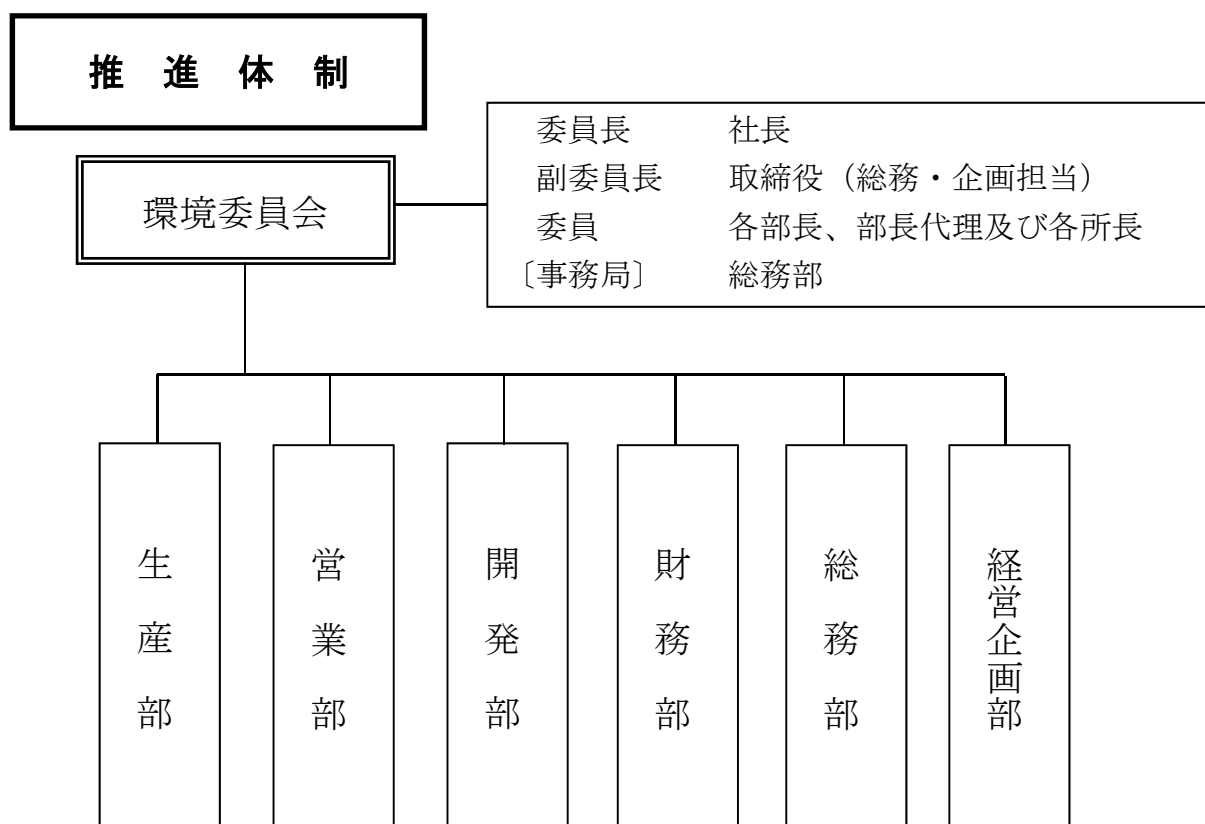 推 進 体 制
委員長 社長
副委員長 取締役（総務・企画担当）
環境委員会
委員 各部長、部長代理及び各所長
〔事務局〕 総務部
生産部
営業部
開発部
財務部
総務部
経営企画部